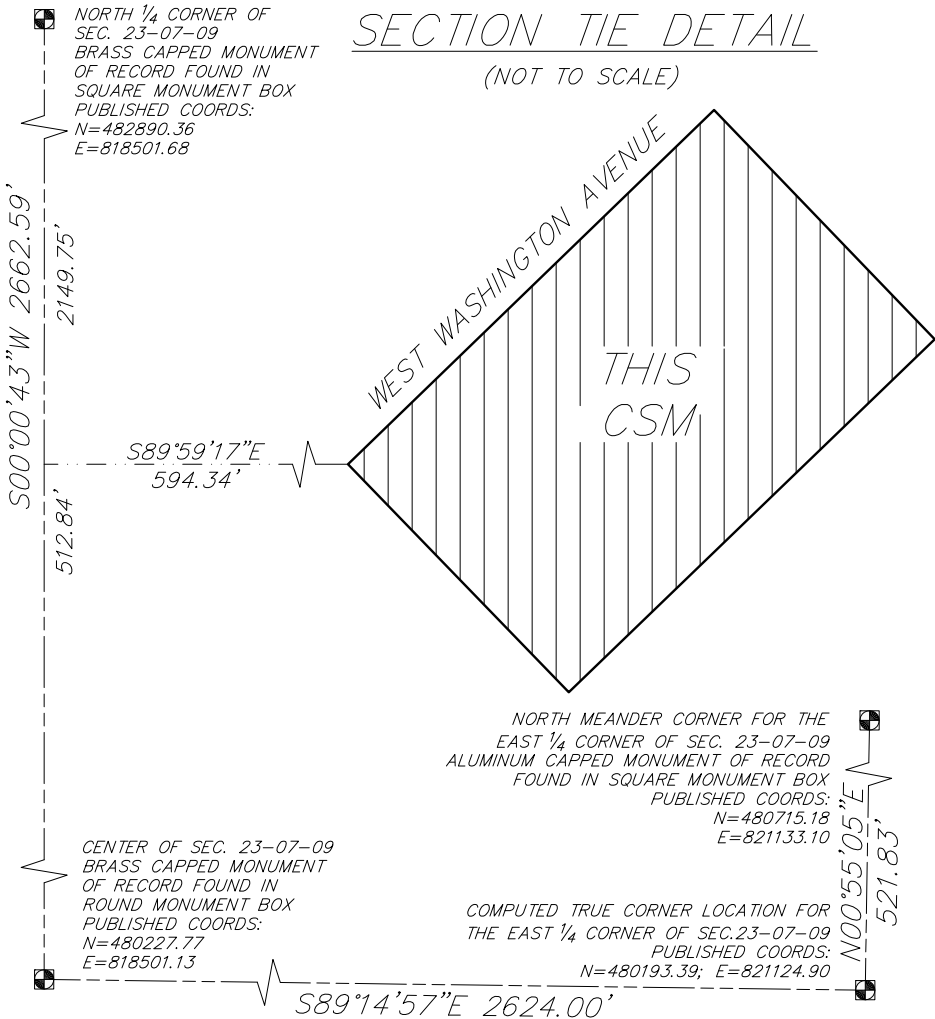 NORTH 1/4 CORNER OF
SEC. 23-07-09
BRASS CAPPED MONUMENT
OF RECORD FOUND IN
SQUARE MONUMENT BOX
PUBLISHED COORDS:
N=482890.36
E=818501.68
SECTION TIE DETAIL
(NOT TO SCALE)
WEST WASHINGTON AVENUE
S00°00'43"W 2662.59'
2149.75'
THIS
CSM
S89°59'17"E
594.34'
512.84'
NORTH MEANDER CORNER FOR THE
EAST 1/4 CORNER OF SEC. 23-07-09
ALUMINUM CAPPED MONUMENT OF RECORD
FOUND IN SQUARE MONUMENT BOX
PUBLISHED COORDS:
N=480715.18
E=821133.10
N00°55'05"E
521.83'
CENTER OF SEC. 23-07-09
BRASS CAPPED MONUMENT
OF RECORD FOUND IN
ROUND MONUMENT BOX
PUBLISHED COORDS:
N=480227.77
E=818501.13
COMPUTED TRUE CORNER LOCATION FOR
THE EAST 1/4 CORNER OF SEC.23-07-09
PUBLISHED COORDS:
N=480193.39; E=821124.90
S89°14'57"E 2624.00'